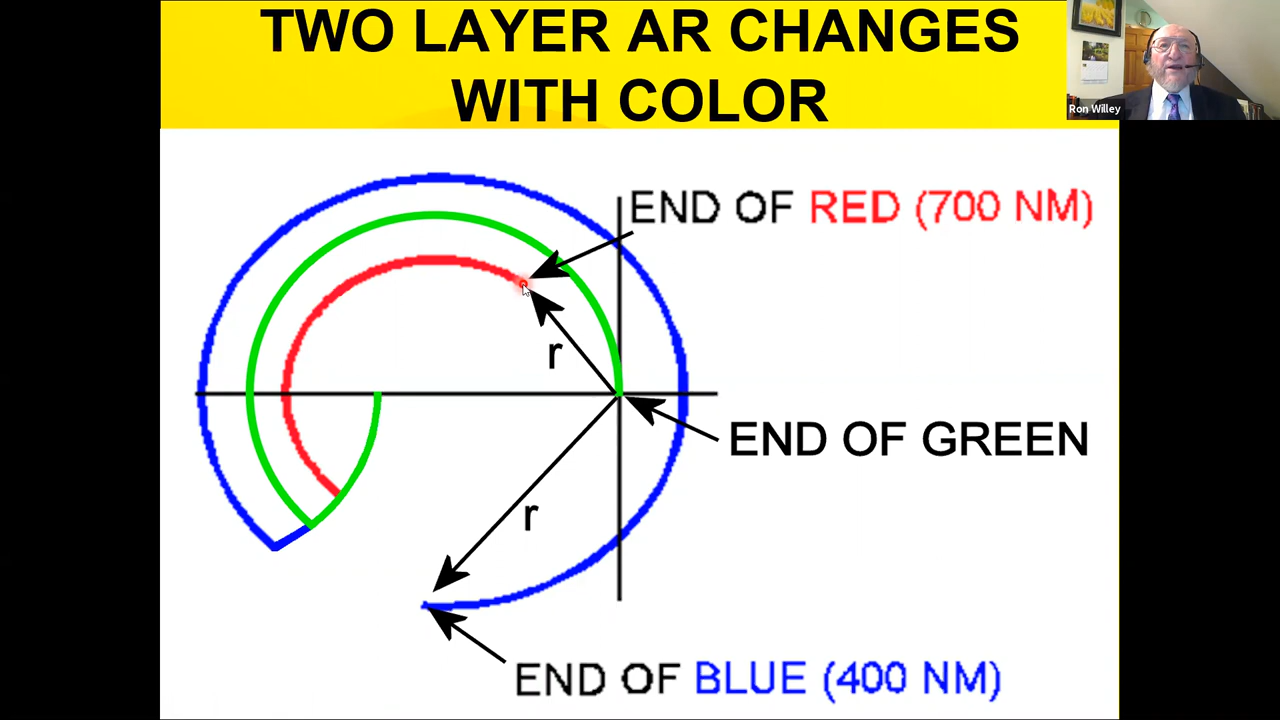 TWO LAYER AR CHANGES
WITH COLOR
Ron Willey
END OF RED (700 NM)
r
END OF GREEN
r
END OF BLUE (400 NM)